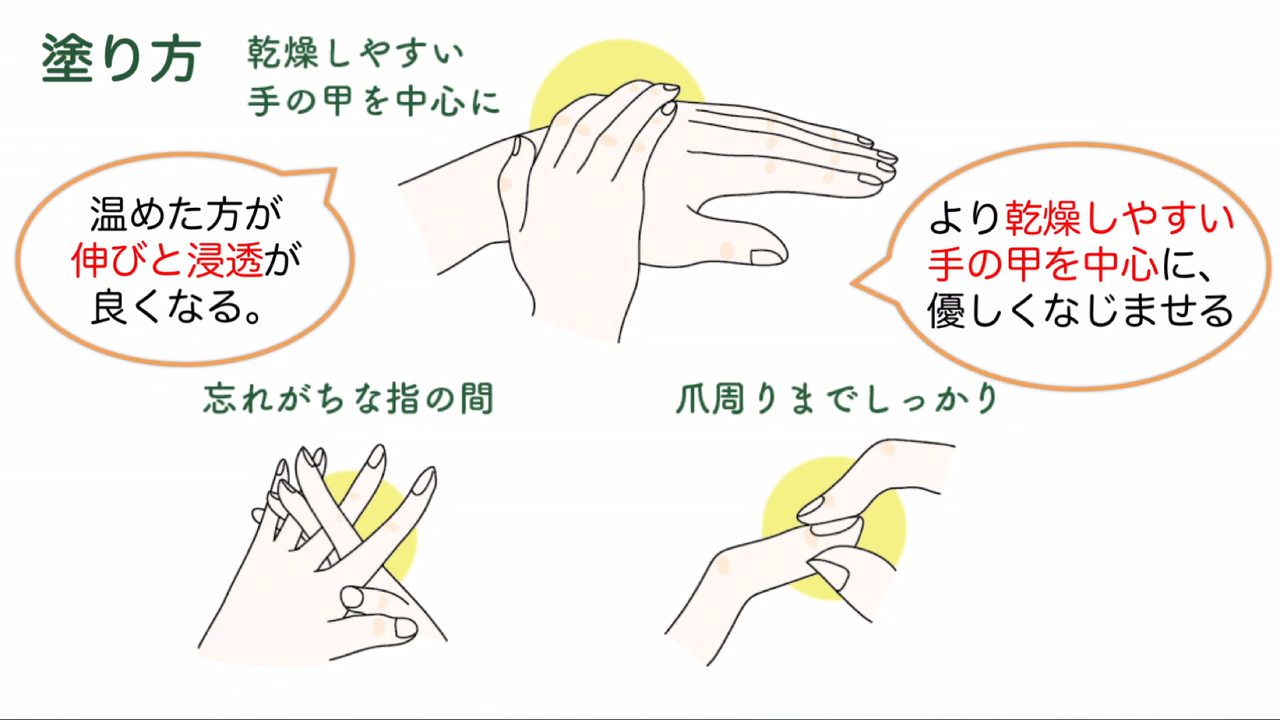 塗り方
乾燥しやすい
手の甲を中心に
温めた方が
伸びと浸透が
良くなる。
より乾燥しやすい
手の甲を中心に、
優しくなじませる
忘れがちな指の間
爪周りまでしっかり